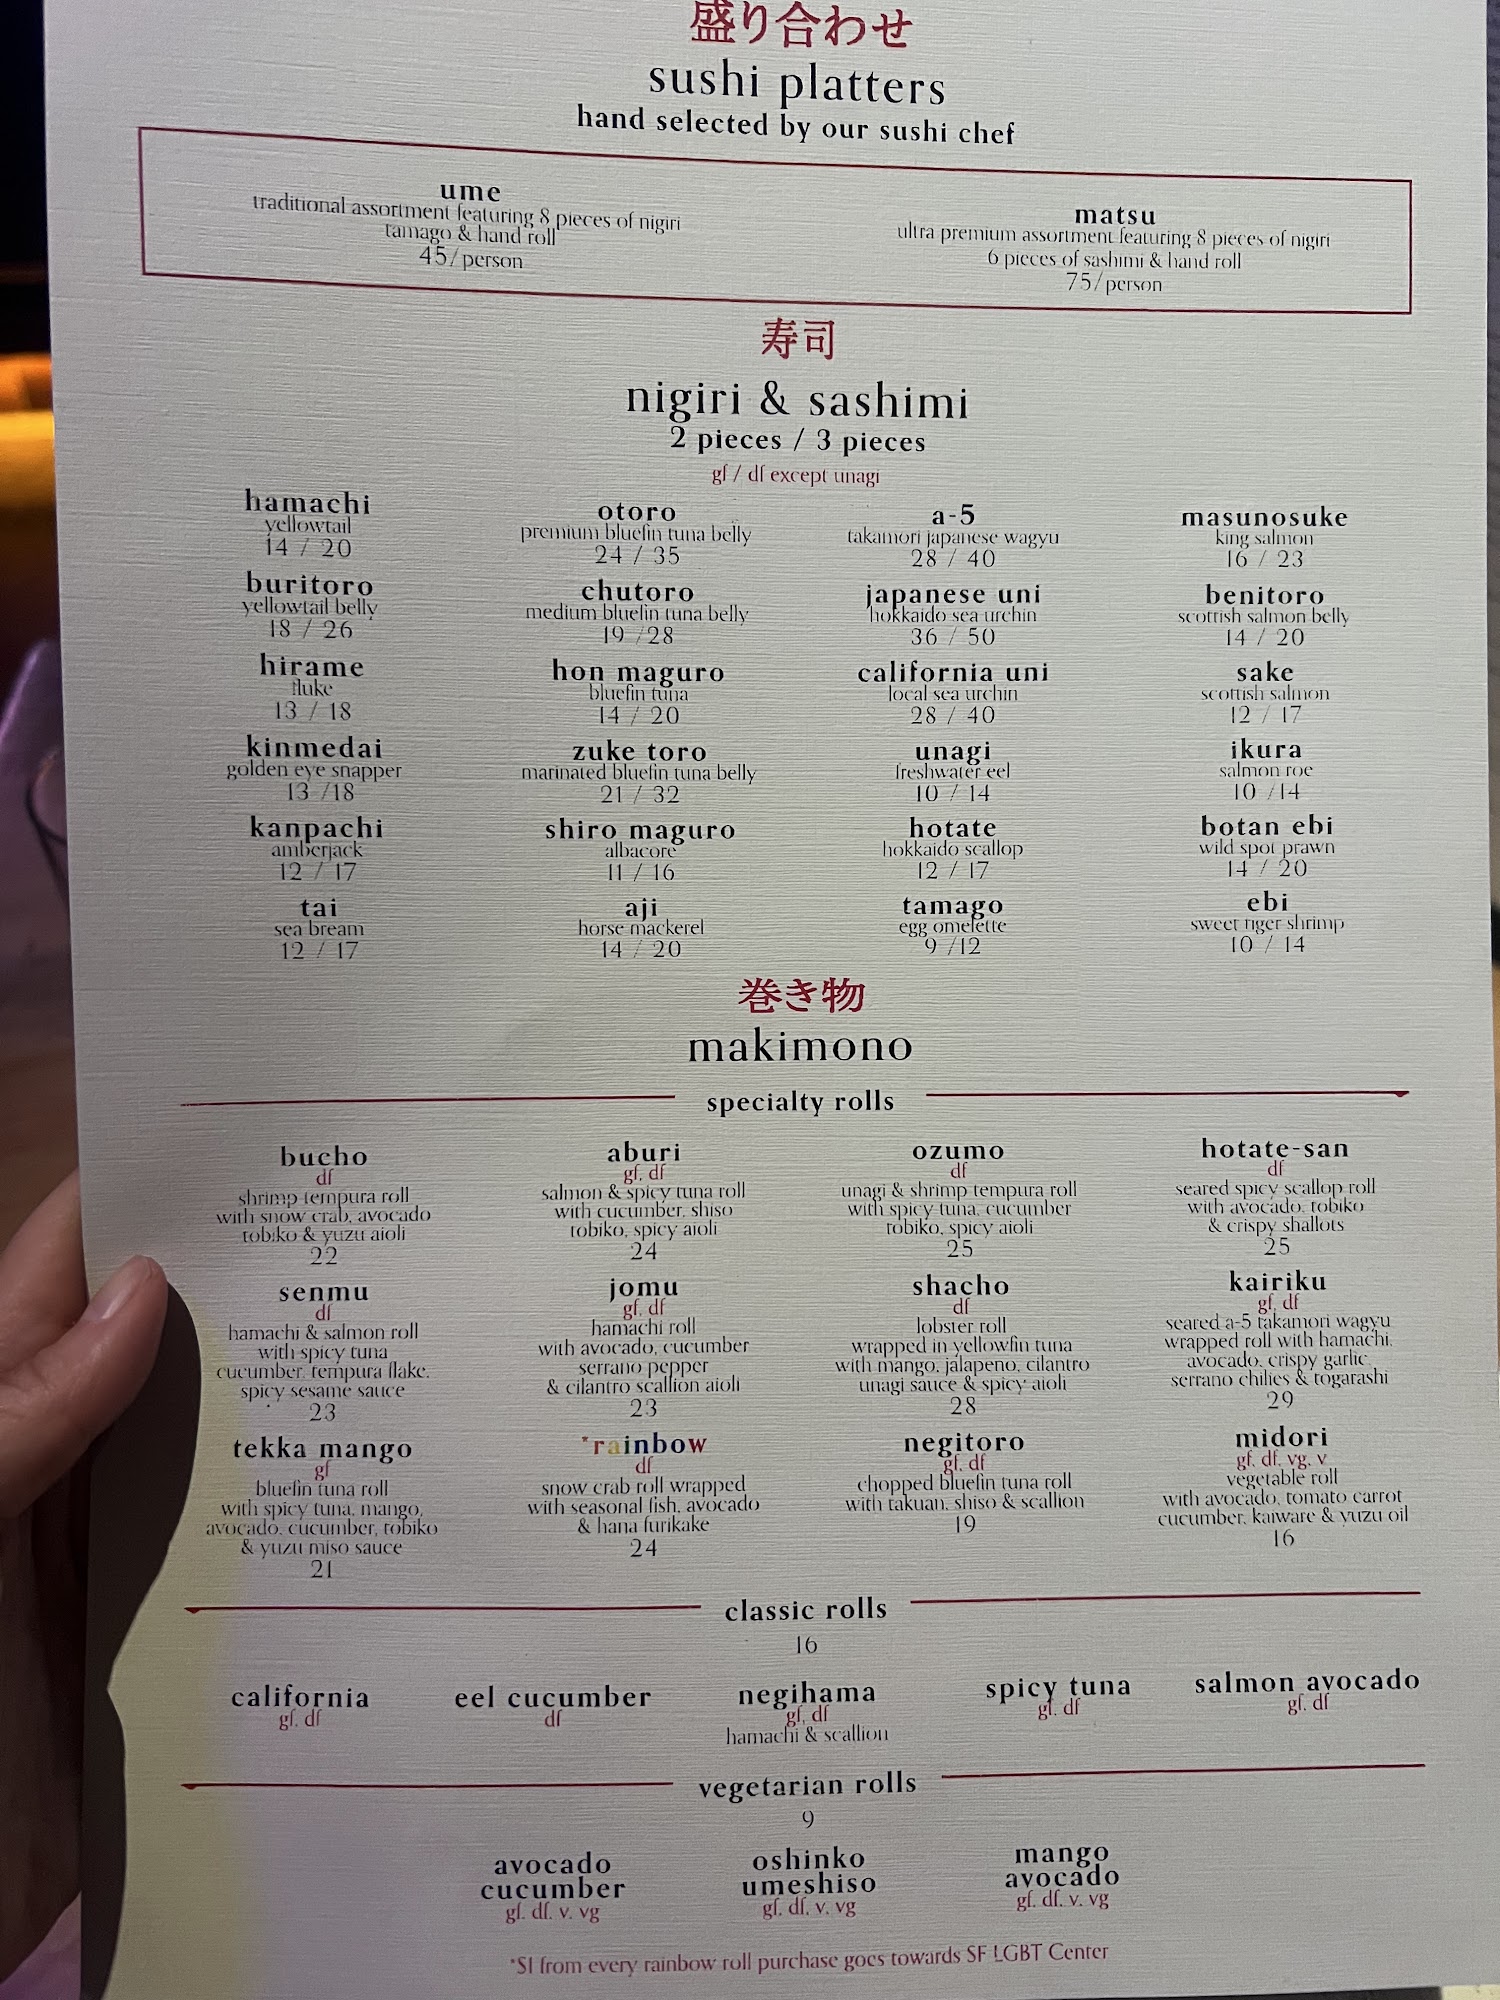 盛り合わせ
sushi platters
hand selected by our sushi chef
ume
traditional assortment featuring 8 pieces of nigiri
tamago & hand roll
45/person
matsu
ultra premium assortment featuring 8 pieces of nigiri
6 pieces of sashimi & hand roll
75/person
寿司
nigiri & sashimi
2 pieces / 3 pieces
gf / df except unagi
hamachi
yellowtail
14 / 20
otoro
premium bluefin tuna belly
24 / 35
a-5
takamori japanese wagyu
28 / 40
masunosuke
king salmon
16 / 23
buritoro
yellowtail belly
18 / 26
chutoro
medium bluefin tuna belly
19 /28
japanese uni
hokkaido sea urchin
36 / 50
benitoro
scottish salmon belly
14 / 20
hirame
fluke
13 / 18
hon maguro
bluefin tuna
14 / 20
california uni
local sea urchin
28 / 40
sake
scottish salmon
12 / 17
kinmedai
golden eye snapper
13 /18
zuke toro
marinated bluefin tuna belly
21 / 32
unagi
freshwater eel
10 / 14
ikura
salmon roe
10 /14
kanpachi
amberjack
12 / 17
shiro maguro
albacore
11 / 16
hotate
hokkaido scallop
12 / 17
botan ebi
wild spot prawn
14 / 20
tai
sea bream
12 / 17
aji
horse mackerel
14 / 20
tamago
egg omelette
9 /12
ebi
sweet tiger shrimp
10 / 14
巻き物
makimono
specialty rolls
bucho
df
shrimp tempura roll
with snow crab, avocado
tobiko & yuzu aioli
22
aburi
gf, df
salmon & spicy tuna roll
with cucumber, shiso
tobiko, spicy aioli
24
ozumo
df
unagi & shrimp tempura roll
with spicy tuna, cucumber
tobiko, spicy aioli
25
hotate-san
df
seared spicy scallop roll
with avocado, tobiko
& crispy shallots
25
senmu
df
hamachi & salmon roll
with spicy tuna
cucumber, tempura flake,
spicy sesame sauce
23
jomu
gf, df
hamachi roll
with avocado, cucumber
serrano pepper
& cilantro scallion aioli
23
shacho
df
lobster roll
wrapped in yellowfin tuna
with mango, jalapeno, cilantro
unagi sauce & spicy aioli
28
kairiku
gf, df
seared a-5 takamori wagyu
wrapped roll with hamachi,
avocado, crispy garlic,
serrano chilies & togarashi
29
tekka mango
gf
bluefin tuna roll
with spicy tuna, mango,
avocado, cucumber, tobiko
& yuzu miso sauce
21
*rainbow
df
snow crab roll wrapped
with seasonal fish, avocado
& hana furikake
24
negitoro
gf, df
chopped bluefin tuna roll
with takuan, shiso & scallion
19
midori
gf, df, vg, v
vegetable roll
with avocado, tomato carrot
cucumber, kaiware & yuzu oil
16
classic rolls
16
california
gf, df
eel cucumber
df
negihama
gf, df
hamachi & scallion
spicy tuna
gf, df
salmon avocado
gf, df
vegetarian rolls
9
avocado
cucumber
gf, df, v, vg
oshinko
umeshiso
gf, df, v, vg
mango
avocado
gf, df, v, vg
*$1 from every rainbow roll purchase goes towards SF LGBT Center